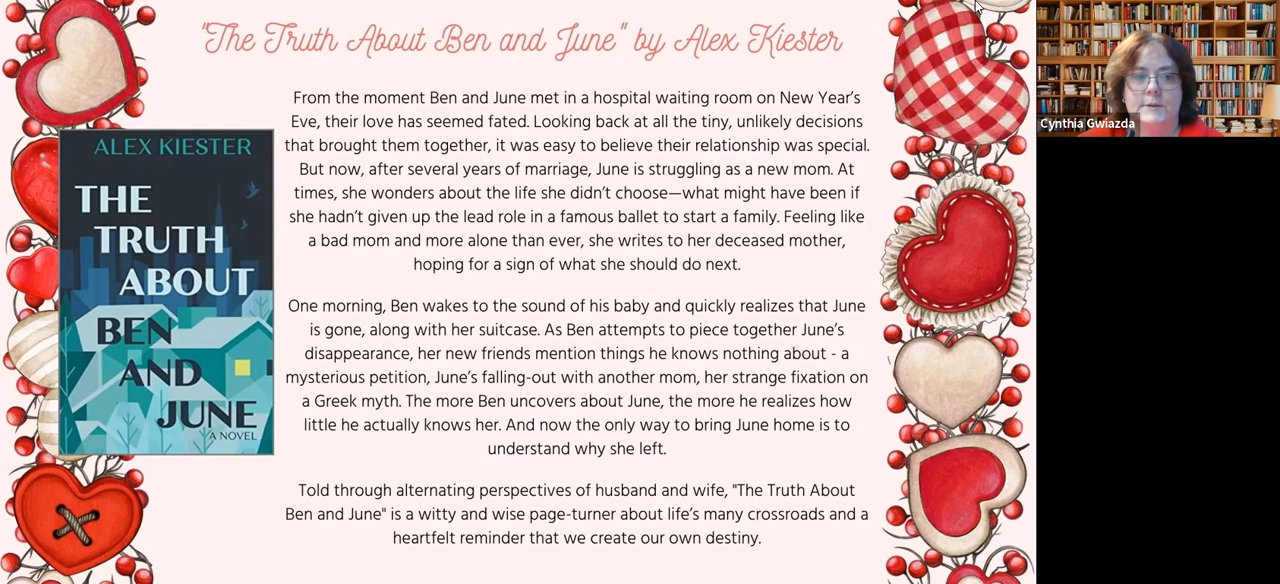 "The Truth About Ben and June" by Alex Kiester
ALEX KIESTER
THE
TRUTH
ABOUT
BEN
AND
JUNE
A NOVEL
From the moment Ben and June met in a hospital waiting room on New Year's
Eve, their love has seemed fated. Looking back at all the tiny, unlikely decisions
that brought them together, it was easy to believe their relationship was special.
But now, after several years of marriage, June is struggling as a new mom. At
times, she wonders about the life she didn't choose—what might have been if
she hadn't given up the lead role in a famous ballet to start a family. Feeling like
a bad mom and more alone than ever, she writes to her deceased mother,
hoping for a sign of what she should do next.
One morning, Ben wakes to the sound of his baby and quickly realizes that June
is gone, along with her suitcase. As Ben attempts to piece together June's
disappearance, her new friends mention things he knows nothing about - a
mysterious petition, June's falling-out with another mom, her strange fixation on
a Greek myth. The more Ben uncovers about June, the more he realizes how
little he actually knows her. And now the only way to bring June home is to
understand why she left.
Told through alternating perspectives of husband and wife, "The Truth About
Ben and June" is a witty and wise page-turner about life's many crossroads and a
heartfelt reminder that we create our own destiny.
Cynthia Gwiazda